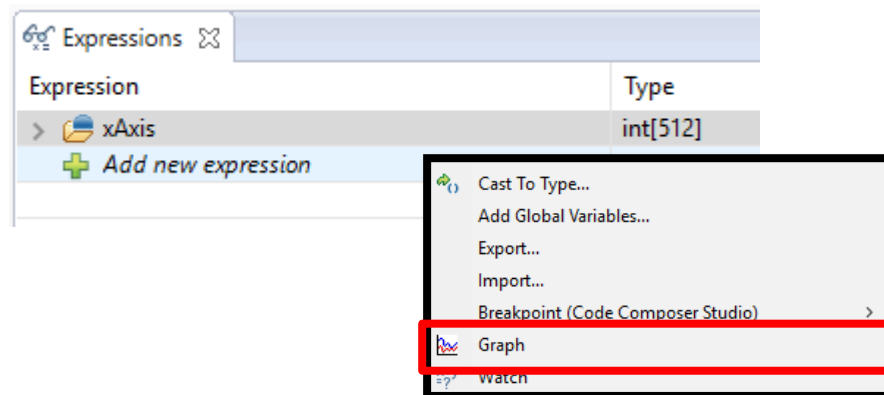 Expressions
Expression Type
xAxis int[512]
Add new expression
Cast To Type...
Add Global Variables...
Export...
Import...
Breakpoint (Code Composer Studio) >
Graph
Watch